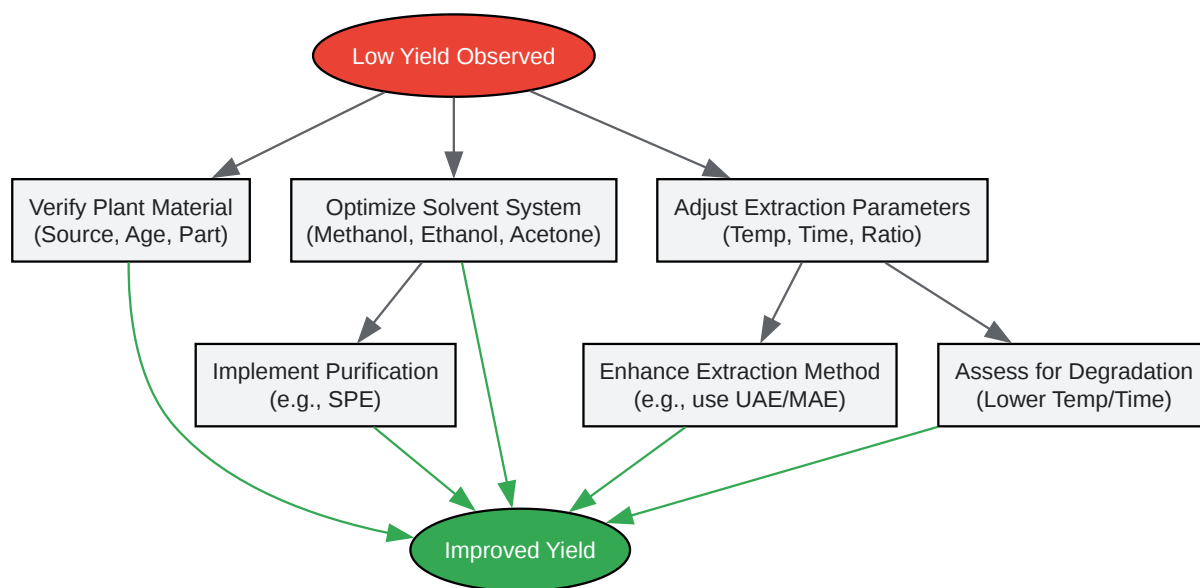 Low Yield Observed
Verify Plant Material
(Source, Age, Part)
Optimize Solvent System
(Methanol, Ethanol, Acetone)
Adjust Extraction Parameters
(Temp, Time, Ratio)
Implement Purification
(e.g., SPE)
Enhance Extraction Method
(e.g., use UAE/MAE)
Assess for Degradation
(Lower Temp/Time)
Improved Yield